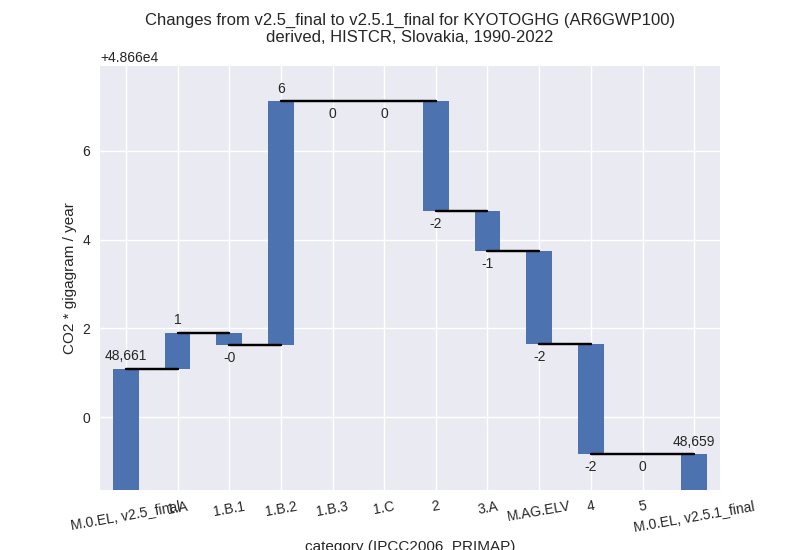 Changes from v2.5_final to v2.5.1_final for KYOTOGHG (AR6GWP100)
derived, HISTCR, Slovakia, 1990-2022
+4.866e4
6
0
0
6
-2
-1
4
CO2 * gigagram / year
1
2
48,661
-0
-2
0
48,659
-2
0
M.0.EL, v2.5_final
1.A
1.B.1
1.B.2
1.B.3
1.C
2
3.A
M.AG.ELV
4
5
M.0.EL, v2.5.1_final
category (IPCC2006_PRIMAP)